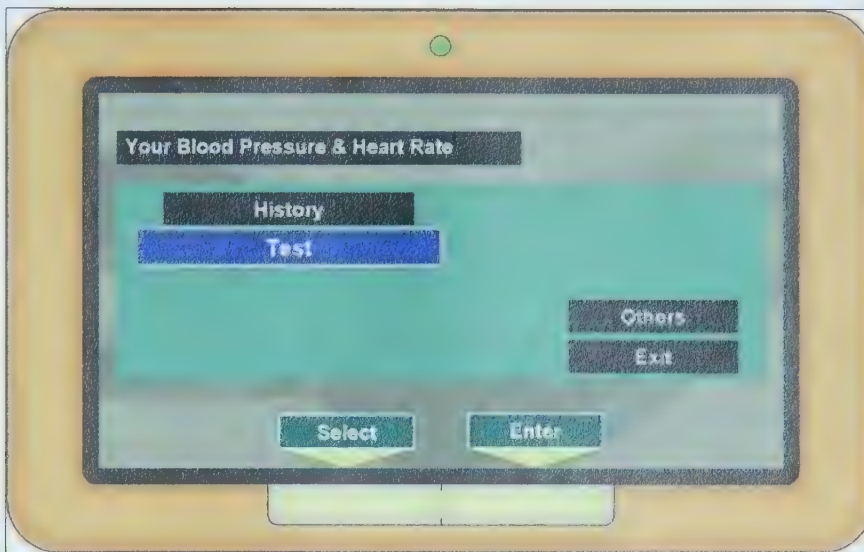 Your Blood Pressure & Heart Rate
History
Test
Others
Exit
Select
Enter